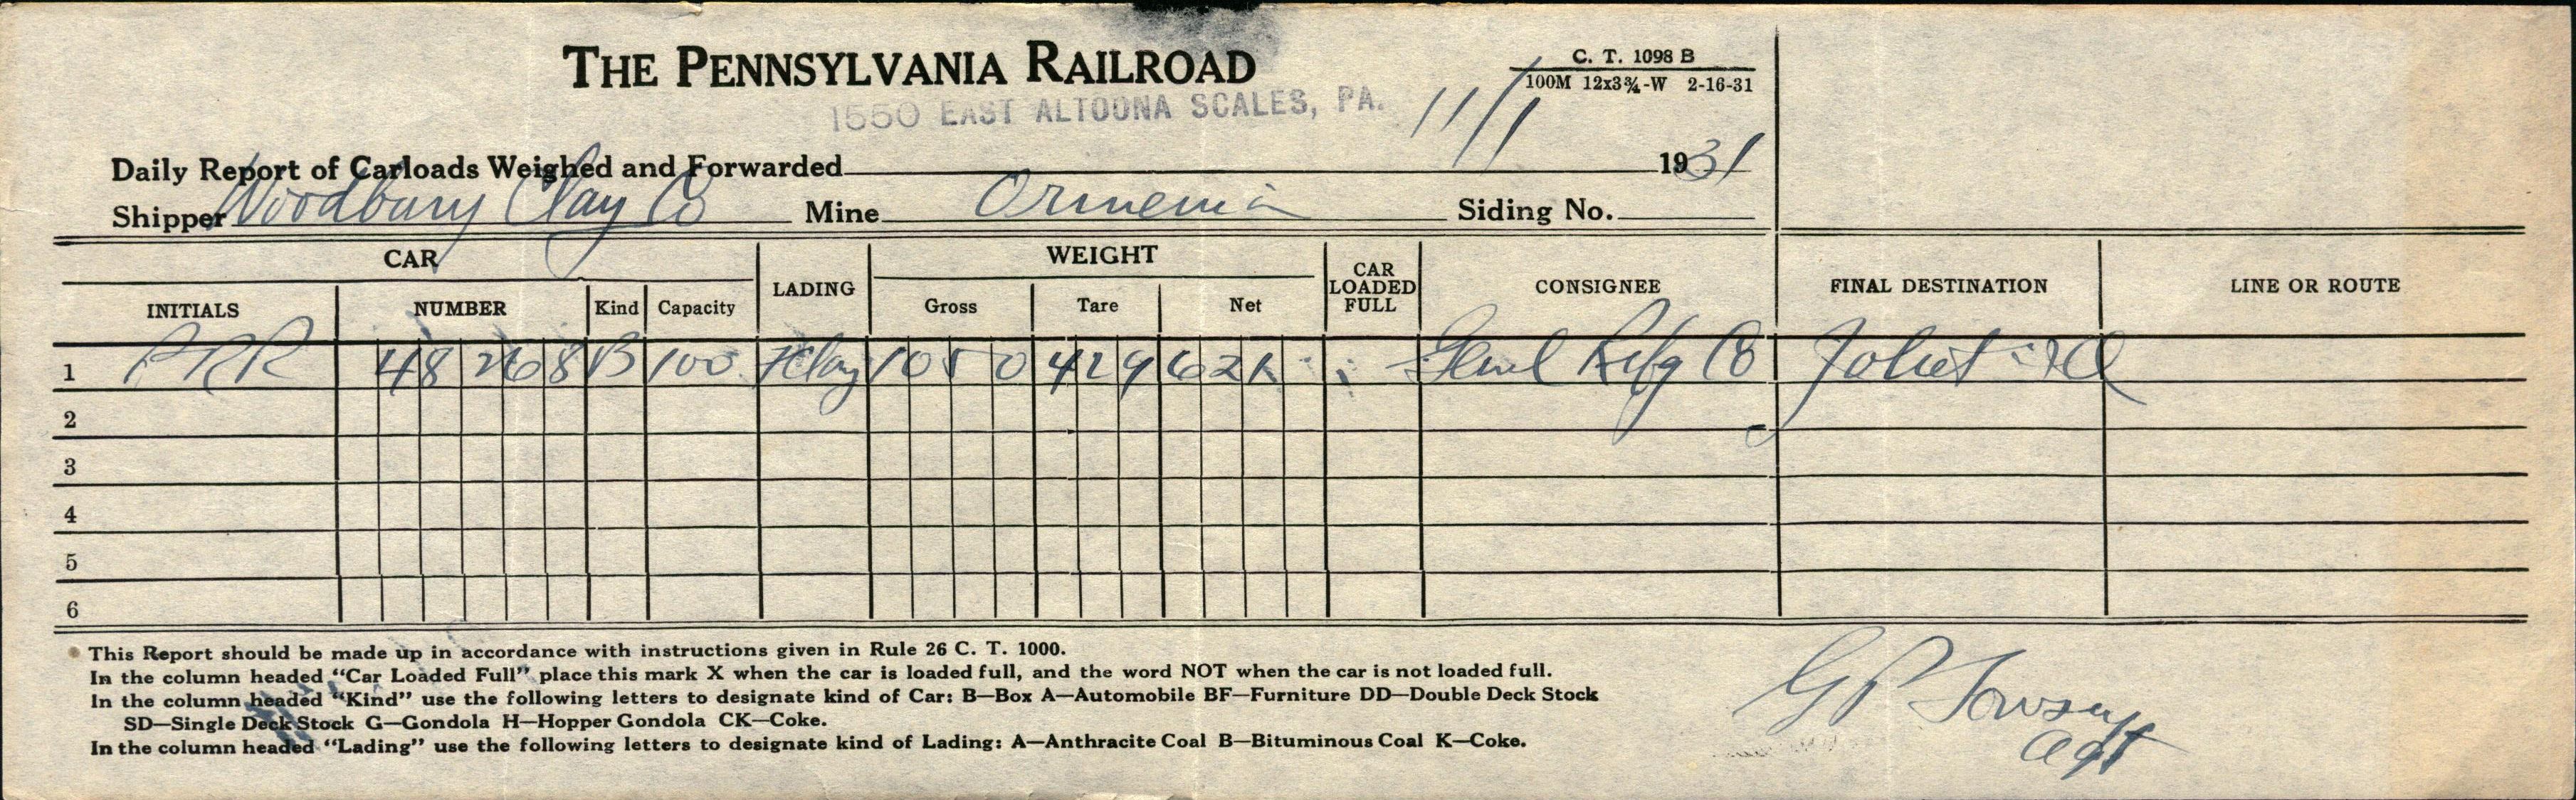 THE PENNSYLVANIA RAILROAD
C. T. 1098 B
100M 12x3¾-W 2-16-31
1550 EAST ALTOONA SCALES, PA.
Daily Report of Carloads Weighed and Forwarded 11/1 1931
Shipper Woodbury Clay Co Mine Ormenia Siding No.
CAR LADING WEIGHT CAR LOADED FULL CONSIGNEE FINAL DESTINATION LINE OR ROUTE
INITIALS NUMBER Kind Capacity Gross Tare Net
1 PRR 48268 B 100 Clay 1050 429 62 Refg Co Joliet Ill
2
3
4
5
6
This Report should be made up in accordance with instructions given in Rule 26 C. T. 1000.
In the column headed "Car Loaded Full" place this mark X when the car is loaded full, and the word NOT when the car is not loaded full.
In the column headed "Kind" use the following letters to designate kind of Car: B—Box A—Automobile BF—Furniture DD—Double Deck Stock
SD—Single Deck Stock G—Gondola H—Hopper Gondola CK—Coke.
In the column headed "Lading" use the following letters to designate kind of Lading: A—Anthracite Coal B—Bituminous Coal K—Coke.
G P
Agt